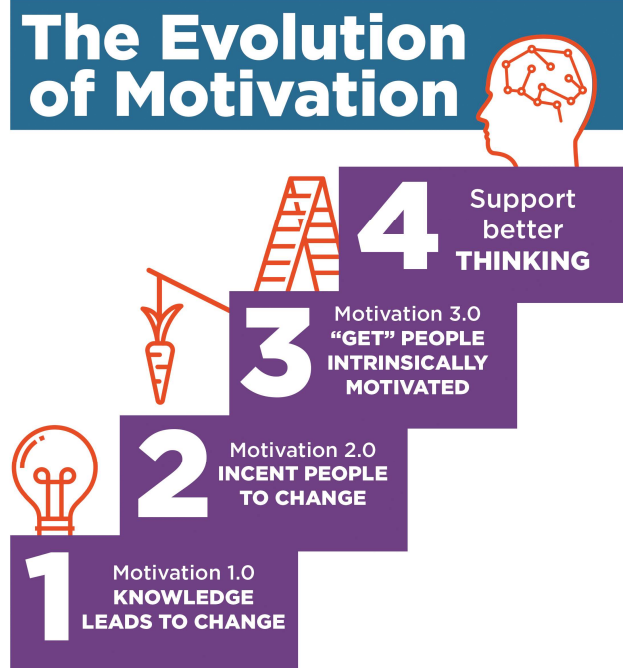 The Evolution
of Motivation
4
Support
better
THINKING
3
Motivation 3.0
“GET” PEOPLE
INTRINSICALLY
MOTIVATED
2
Motivation 2.0
INCENT PEOPLE
TO CHANGE
1
Motivation 1.0
KNOWLEDGE
LEADS TO CHANGE